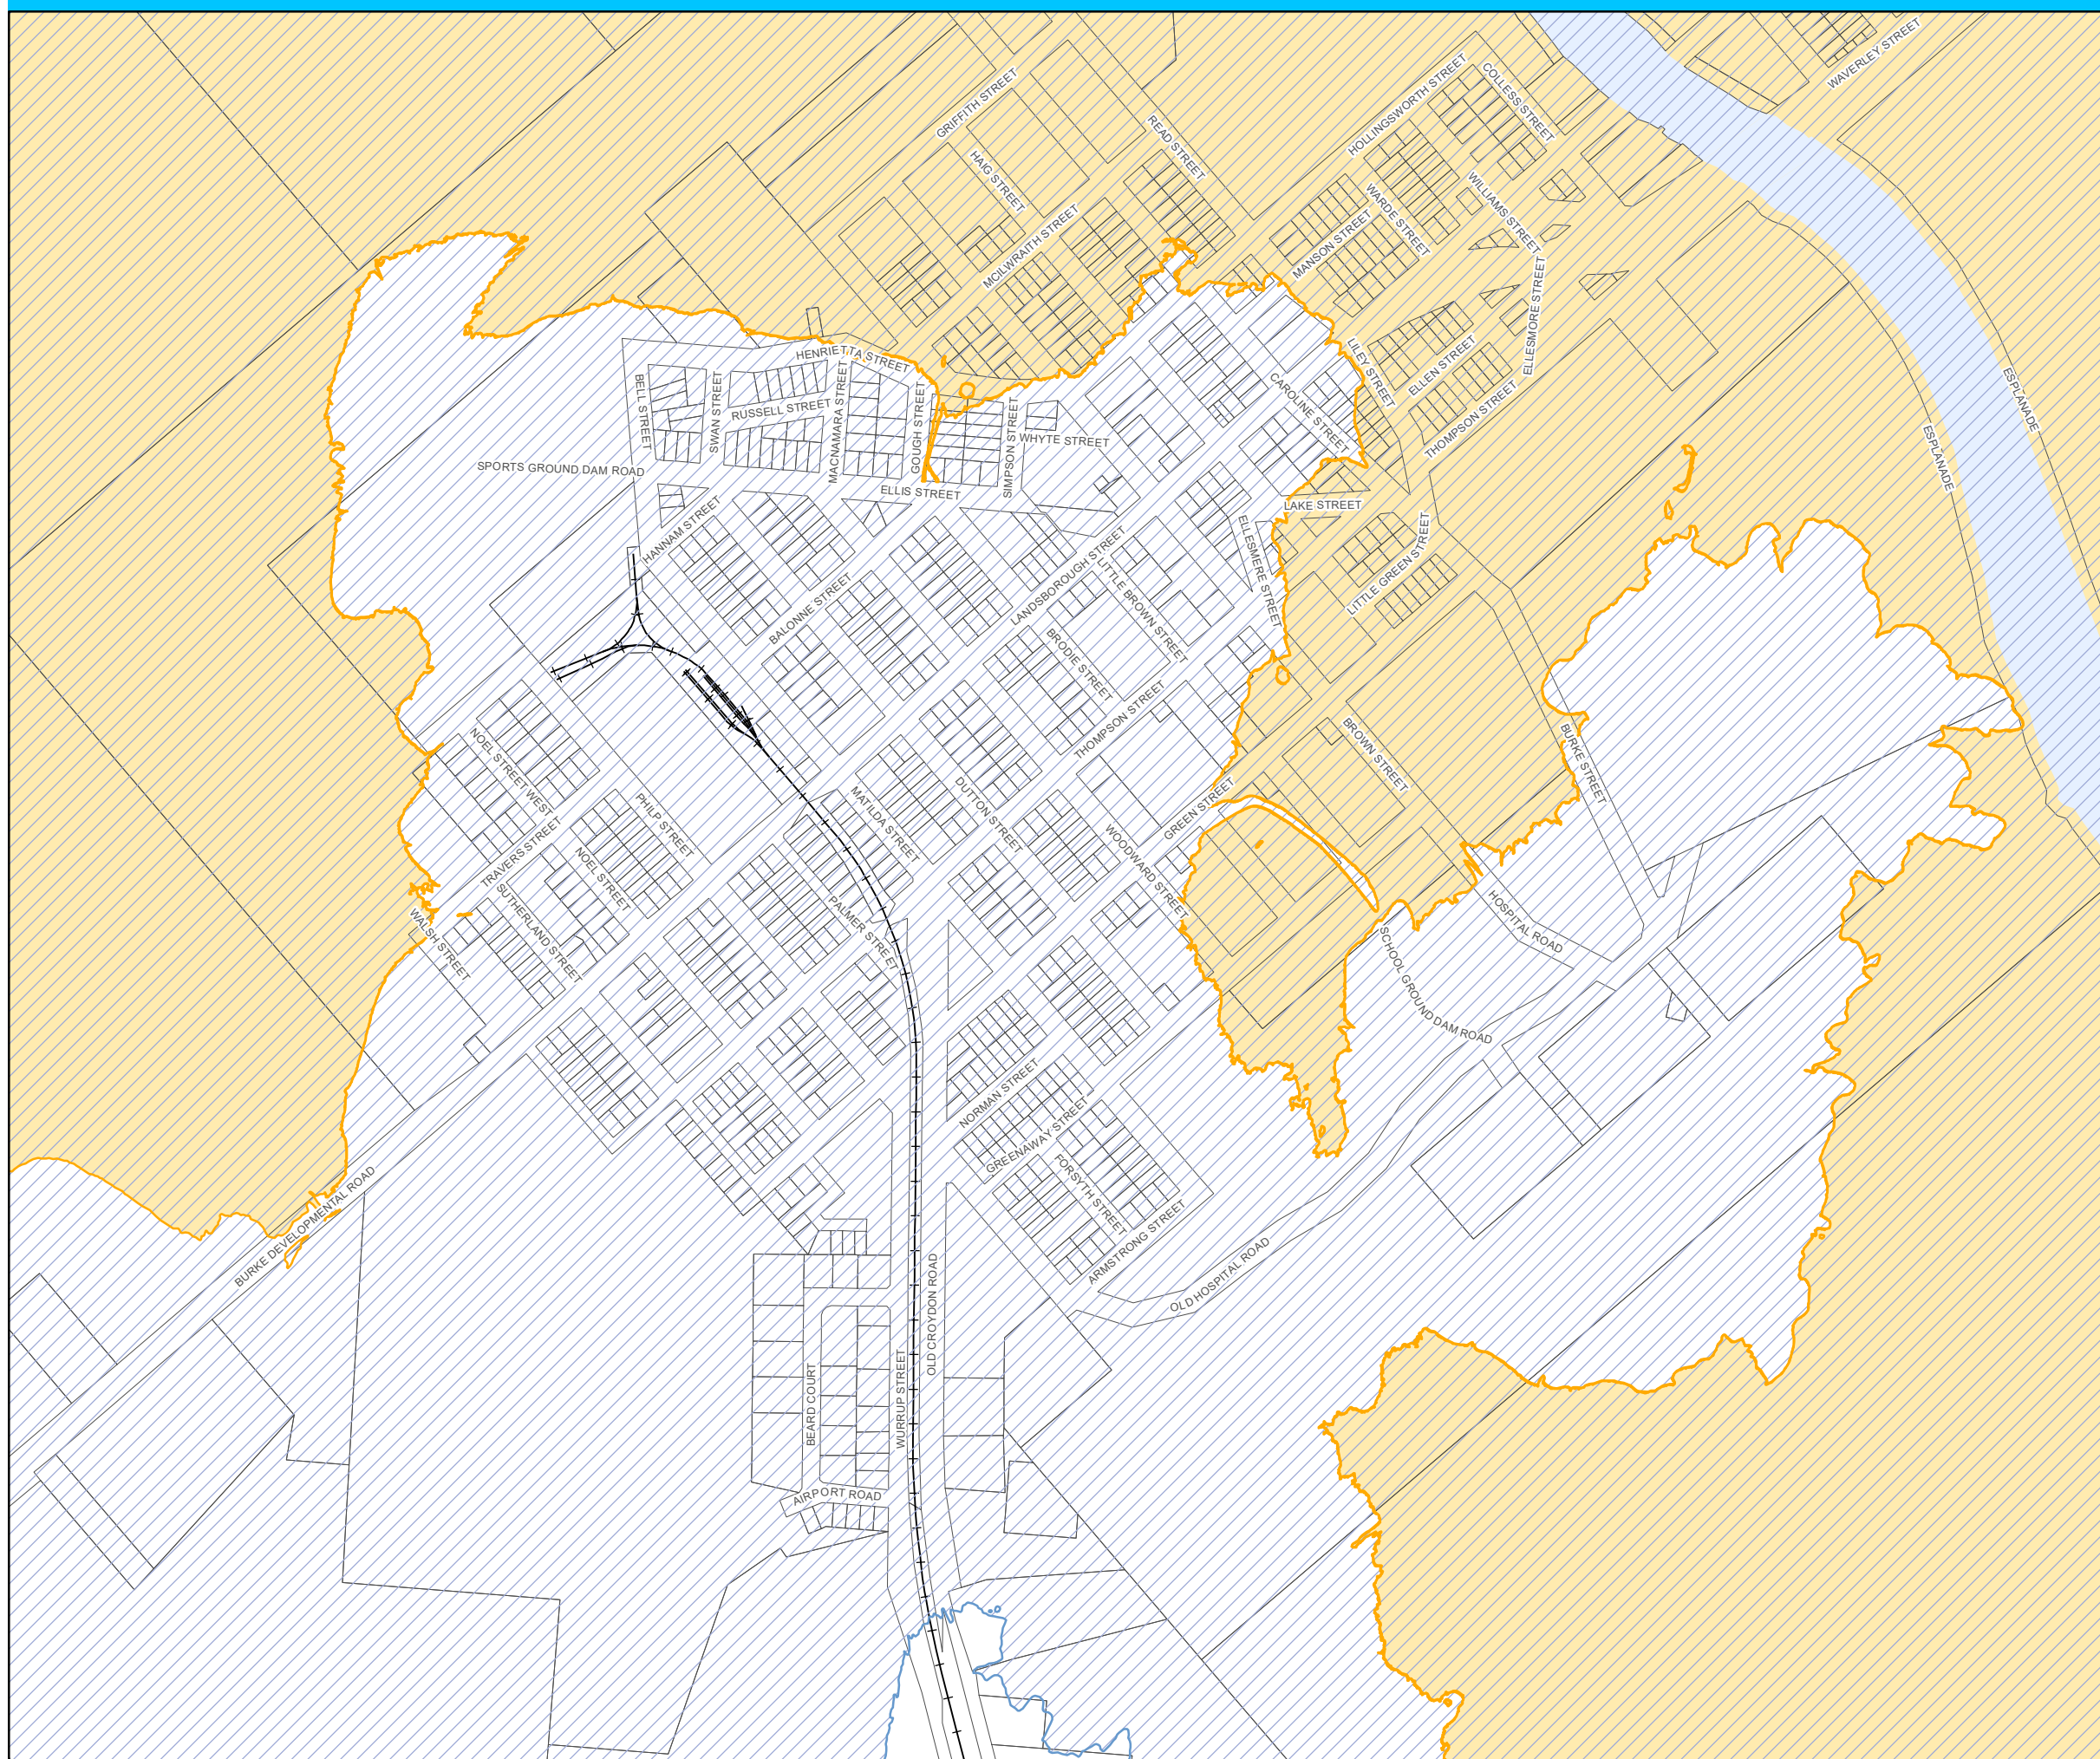 WAVERLEY STREET
GRIFFITH STREET
HOLLINGSWORTH STREET
COLLESS STREET
READ STREET
HAIG STREET
WILLIAMS STREET
WARDE STREET
MCILWRAITH STREET
MANSON STREET
ELLESMORE STREET
HENRIETTA STREET
LILEY STREET
ELLEN STREET
ESPLANADE
BELL STREET
SWAN STREET
RUSSELL STREET
MACNAMARA STREET
GOUGH STREET
SIMPSON STREET
CAROLINE STREET
THOMPSON STREET
WHYTE STREET
ESPLANADE
SPORTS GROUND DAM ROAD
ELLIS STREET
LAKE STREET
HANNAM STREET
ELLESMERE STREET
LITTLE GREEN STREET
LANDSBOROUGH STREET
LITTLE BROWN STREET
BALONNE STREET
BRODIE STREET
THOMPSON STREET
NOEL STREET WEST
BROWN STREET
BURKE STREET
PHILP STREET
MATILDA STREET
DUTTON STREET
GREEN STREET
TRAVERS STREET
NOEL STREET
WOODWARD STREET
SUTHERLAND STREET
WALSH STREET
PALMER STREET
HOSPITAL ROAD
SCHOOL GROUND DAM ROAD
NORMAN STREET
GREENAWAY STREET
FORSYTH STREET
ARMSTRONG STREET
BURKE DEVELOPMENTAL ROAD
OLD HOSPITAL ROAD
OLD CROYDON ROAD
BEARD COURT
WURRUP STREET
AIRPORT ROAD